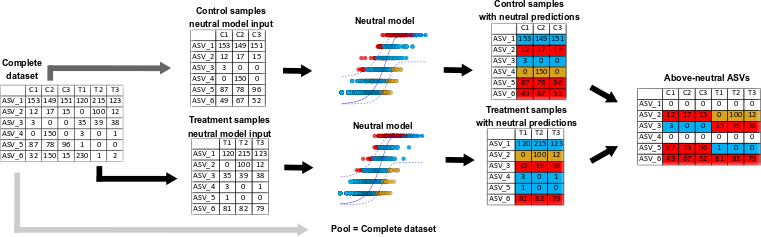 Complete
dataset
C1 C2 C3 T1 T2 T3
ASV_1 153 149 151 120 215 123
ASV_2 12 17 15 0 100 12
ASV_3 3 0 0 35 39 38
ASV_4 0 150 0 3 0 1
ASV_5 87 78 96 1 0 0
ASV_6 32 150 15 230 1 2
Control samples
neutral model input
C1 C2 C3
ASV_1 153 149 151
ASV_2 12 17 15
ASV_3 3 0 0
ASV_4 0 150 0
ASV_5 87 78 96
ASV_6 49 67 52
Neutral model
Control samples
with neutral predictions
C1 C2 C3
ASV_1 153 149 151
ASV_2 12 17 15
ASV_3 3 0 0
ASV_4 0 150 0
ASV_5 87 78 96
ASV_6 49 67 52
Treatment samples
neutral model input
T1 T2 T3
ASV_1 120 215 123
ASV_2 0 100 12
ASV_3 35 39 38
ASV_4 3 0 1
ASV_5 1 0 0
ASV_6 81 82 79
Neutral model
Treatment samples
with neutral predictions
T1 T2 T3
ASV_1 120 215 123
ASV_2 0 100 12
ASV_3 35 39 38
ASV_4 3 0 1
ASV_5 1 0 0
ASV_6 81 82 79
Above-neutral ASVs
C1 C2 C3 T1 T2 T3
ASV_1 0 0 0 0 0 0
ASV_2 12 17 15 0 100 12
ASV_3 3 0 0 35 39 38
ASV_4 0 0 0 0 0 0
ASV_5 87 78 96 1 0 0
ASV_6 49 67 52 81 82 79
Pool = Complete dataset